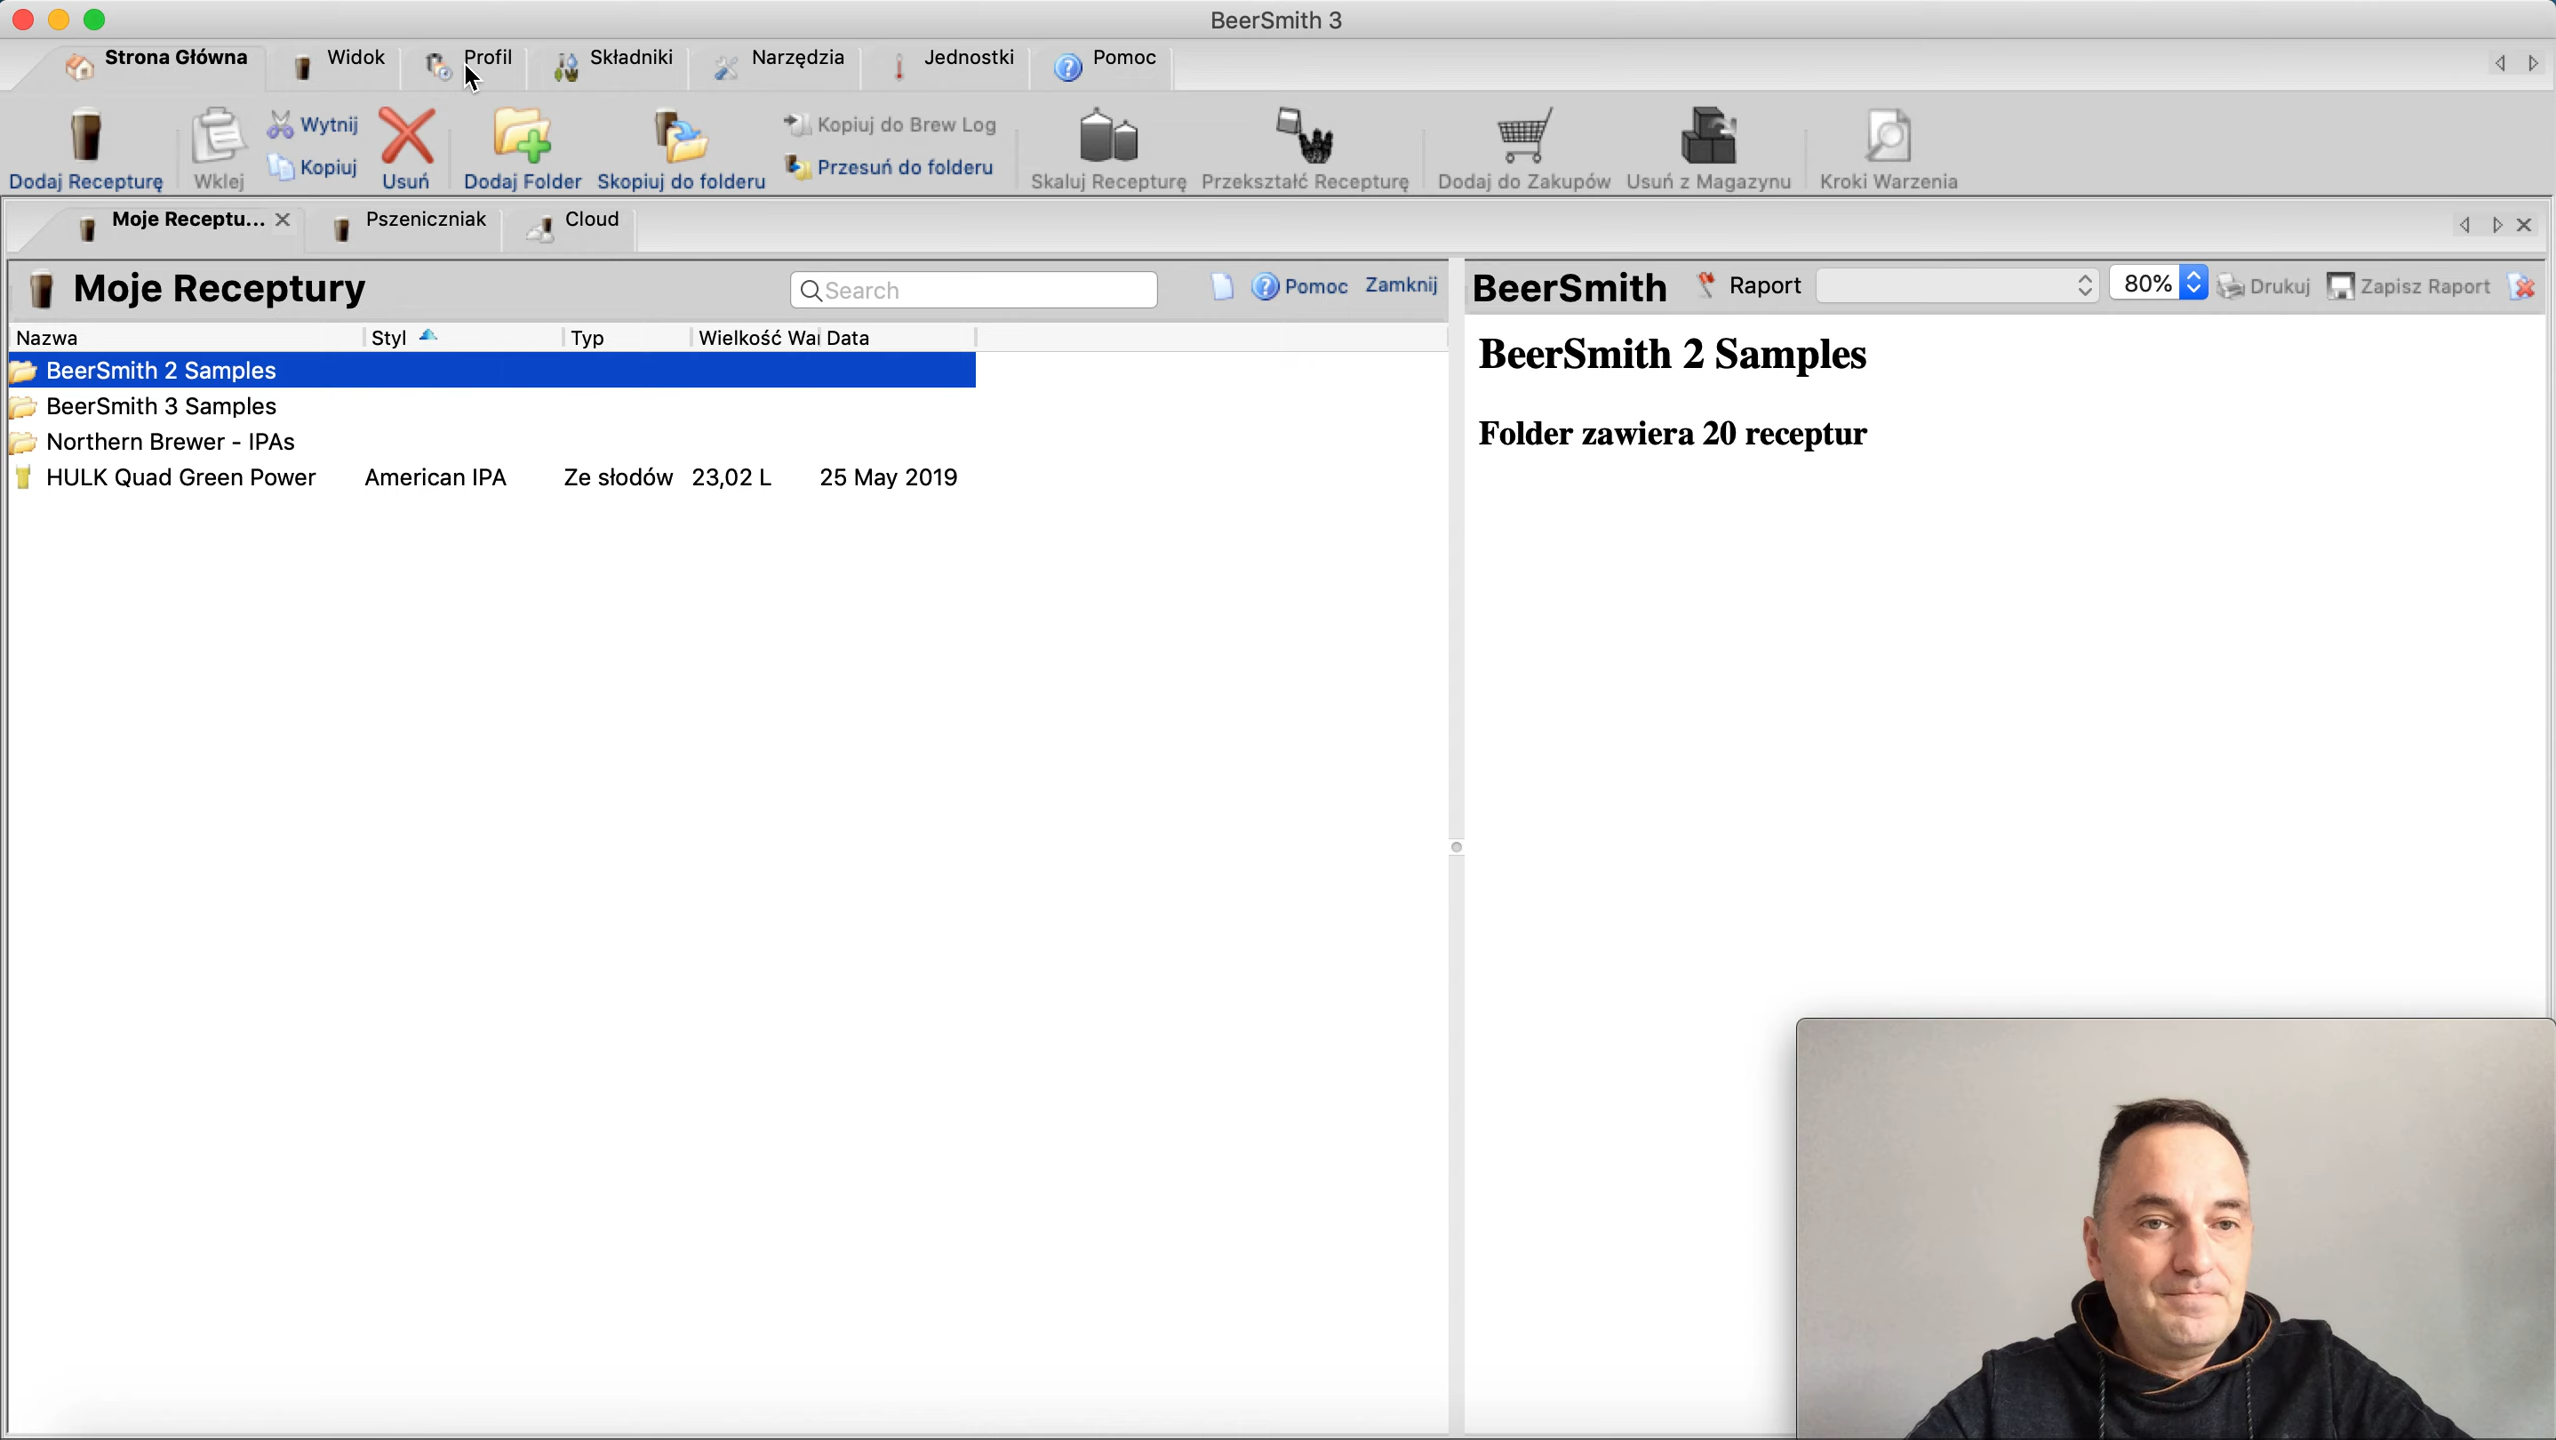 BeerSmith 3
Strona Główna Widok Profil Składniki Narzędzia Jednostki Pomoc
Dodaj Recepturę Wklej Wytnij Kopiuj Usuń Dodaj Folder Skopiuj do folderu Kopiuj do Brew Log Przesuń do folderu Skaluj Recepturę Przekształć Recepturę Dodaj do Zakupów Usuń z Magazynu Kroki Warzenia
Moje Receptu... Pszeniczniak Cloud
Moje Receptury Search Pomoc Zamknij
Nazwa Styl Typ Wielkość Wa Data
BeerSmith 2 Samples
BeerSmith 3 Samples
Northern Brewer - IPAs
HULK Quad Green Power American IPA Ze słodów 23,02 L 25 May 2019
BeerSmith Raport 80% Drukuj Zapisz Raport
BeerSmith 2 Samples
Folder zawiera 20 receptur